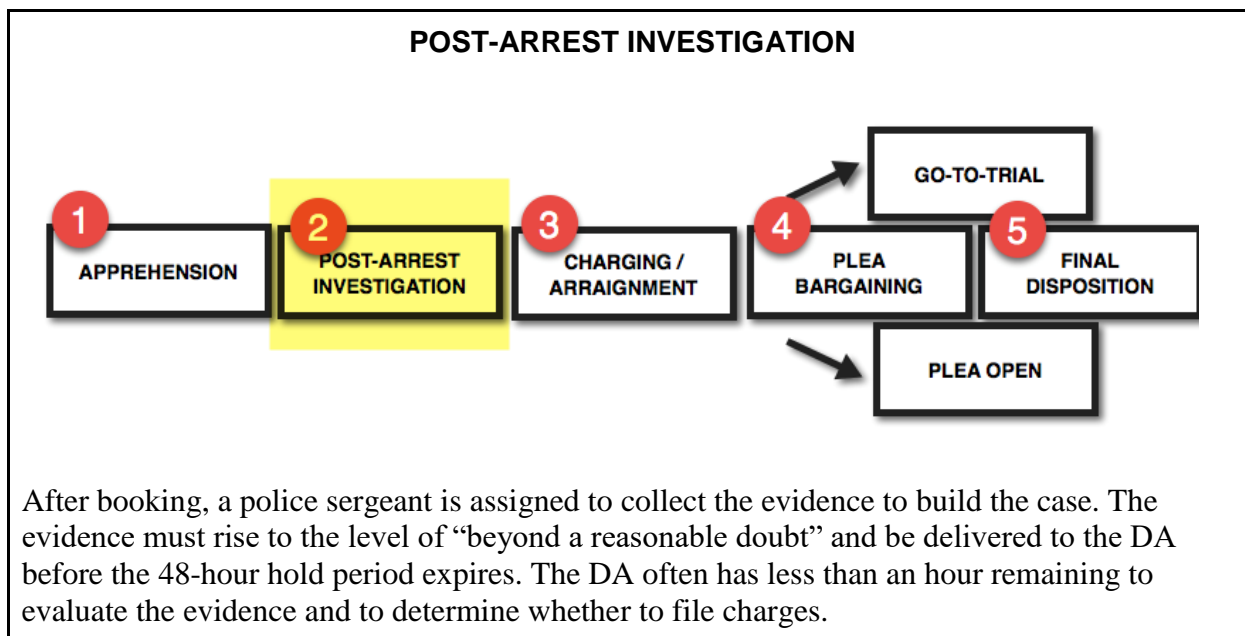 POST-ARREST INVESTIGATION
1
APPREHENSION
2
POST-ARREST
INVESTIGATION
3
CHARGING /
ARRAIGNMENT
4
PLEA
BARGAINING
GO-TO-TRIAL
5
FINAL
DISPOSITION
PLEA OPEN
After booking, a police sergeant is assigned to collect the evidence to build the case. The
evidence must rise to the level of “beyond a reasonable doubt” and be delivered to the DA
before the 48-hour hold period expires. The DA often has less than an hour remaining to
evaluate the evidence and to determine whether to file charges.